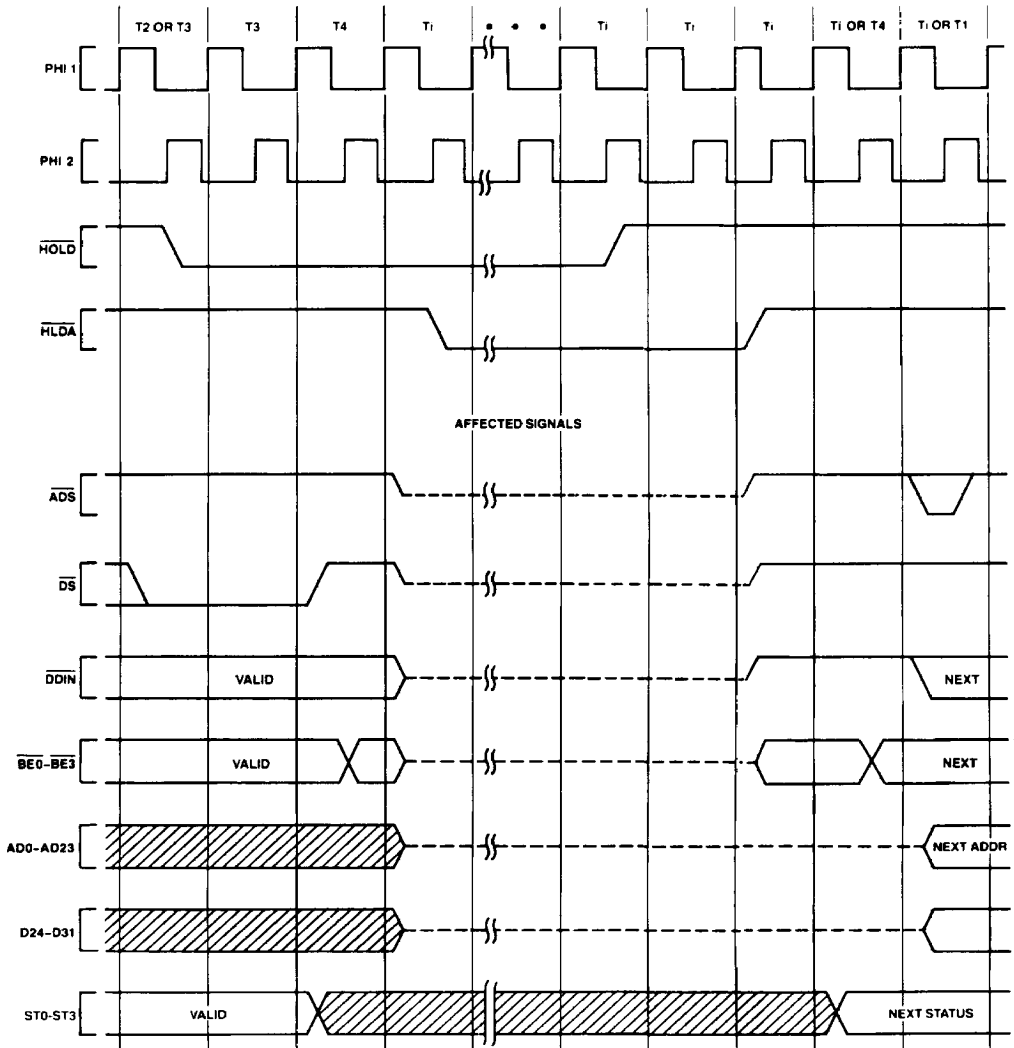 T2 OR T3 T3 T4 Ti • • • Ti Ti Ti Ti OR T4 Ti OR T1
PHI 1
PHI 2
HOLD
HLDA
AFFECTED SIGNALS
ADS
DS
DDIN VALID NEXT
BE0-BE3 VALID NEXT
AD0-AD23 NEXT ADDR
D24-D31
ST0-ST3 VALID NEXT STATUS